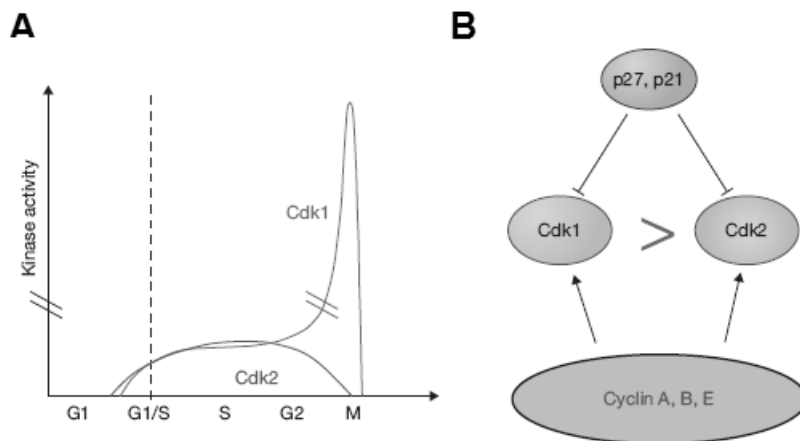 A
Kinase activity
Cdk1
Cdk2
G1 G1/S S G2 M
B
p27, p21
Cdk1 > Cdk2
Cyclin A, B, E